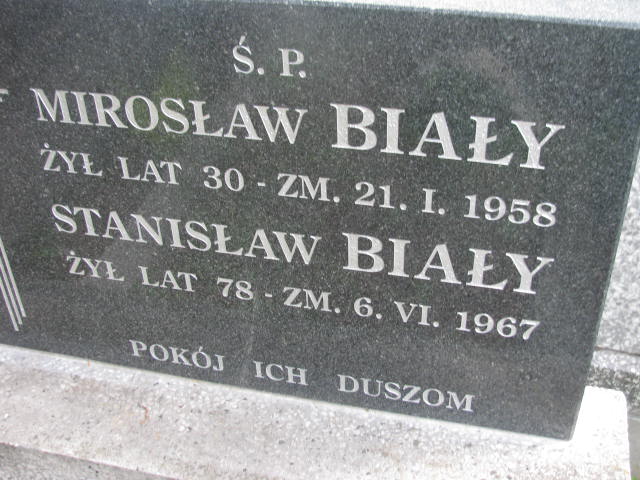 Ś. P.
MIROSŁAW BIAŁY
ŻYŁ LAT 30 - ZM. 21. I. 1958
STANISŁAW BIAŁY
ŻYŁ LAT 78 - ZM. 6. VI. 1967
POKÓJ ICH DUSZOM